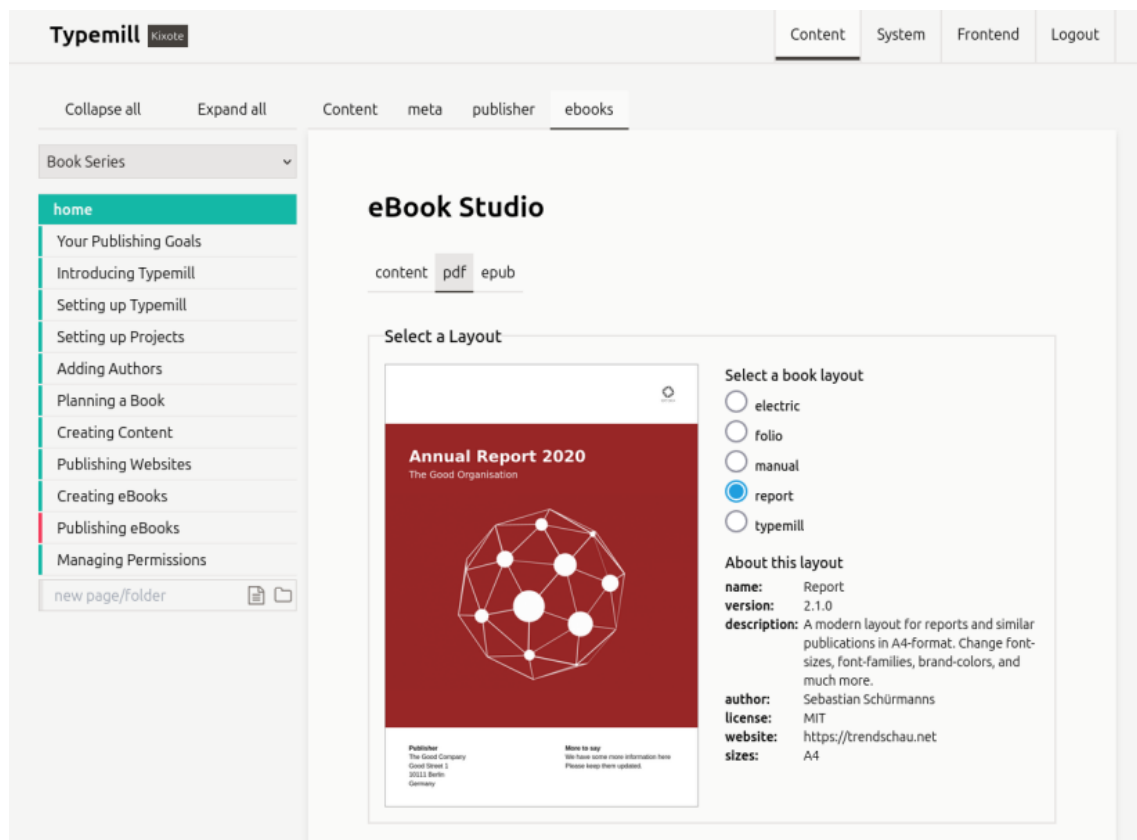 Typemill Kixote
Content System Frontend Logout
Collapse all Expand all
Content meta publisher ebooks
Book Series
home
Your Publishing Goals
Introducing Typemill
Setting up Typemill
Setting up Projects
Adding Authors
Planning a Book
Creating Content
Publishing Websites
Creating eBooks
Publishing eBooks
Managing Permissions
new page/folder
eBook Studio
content pdf epub
Select a Layout
Annual Report 2020
The Good Organisation
Publisher
The Good Company
Good Street 1
10111 Berlin
Germany
More to say
We have some more information here
Please keep them updated.
Select a book layout
electric
folio
manual
report
typemill
About this layout
name: Report
version: 2.1.0
description: A modern layout for reports and similar
publications in A4-format. Change font-
sizes, font-families, brand-colors, and
much more.
author: Sebastian Schürmanns
license: MIT
website: https://trendschau.net
sizes: A4